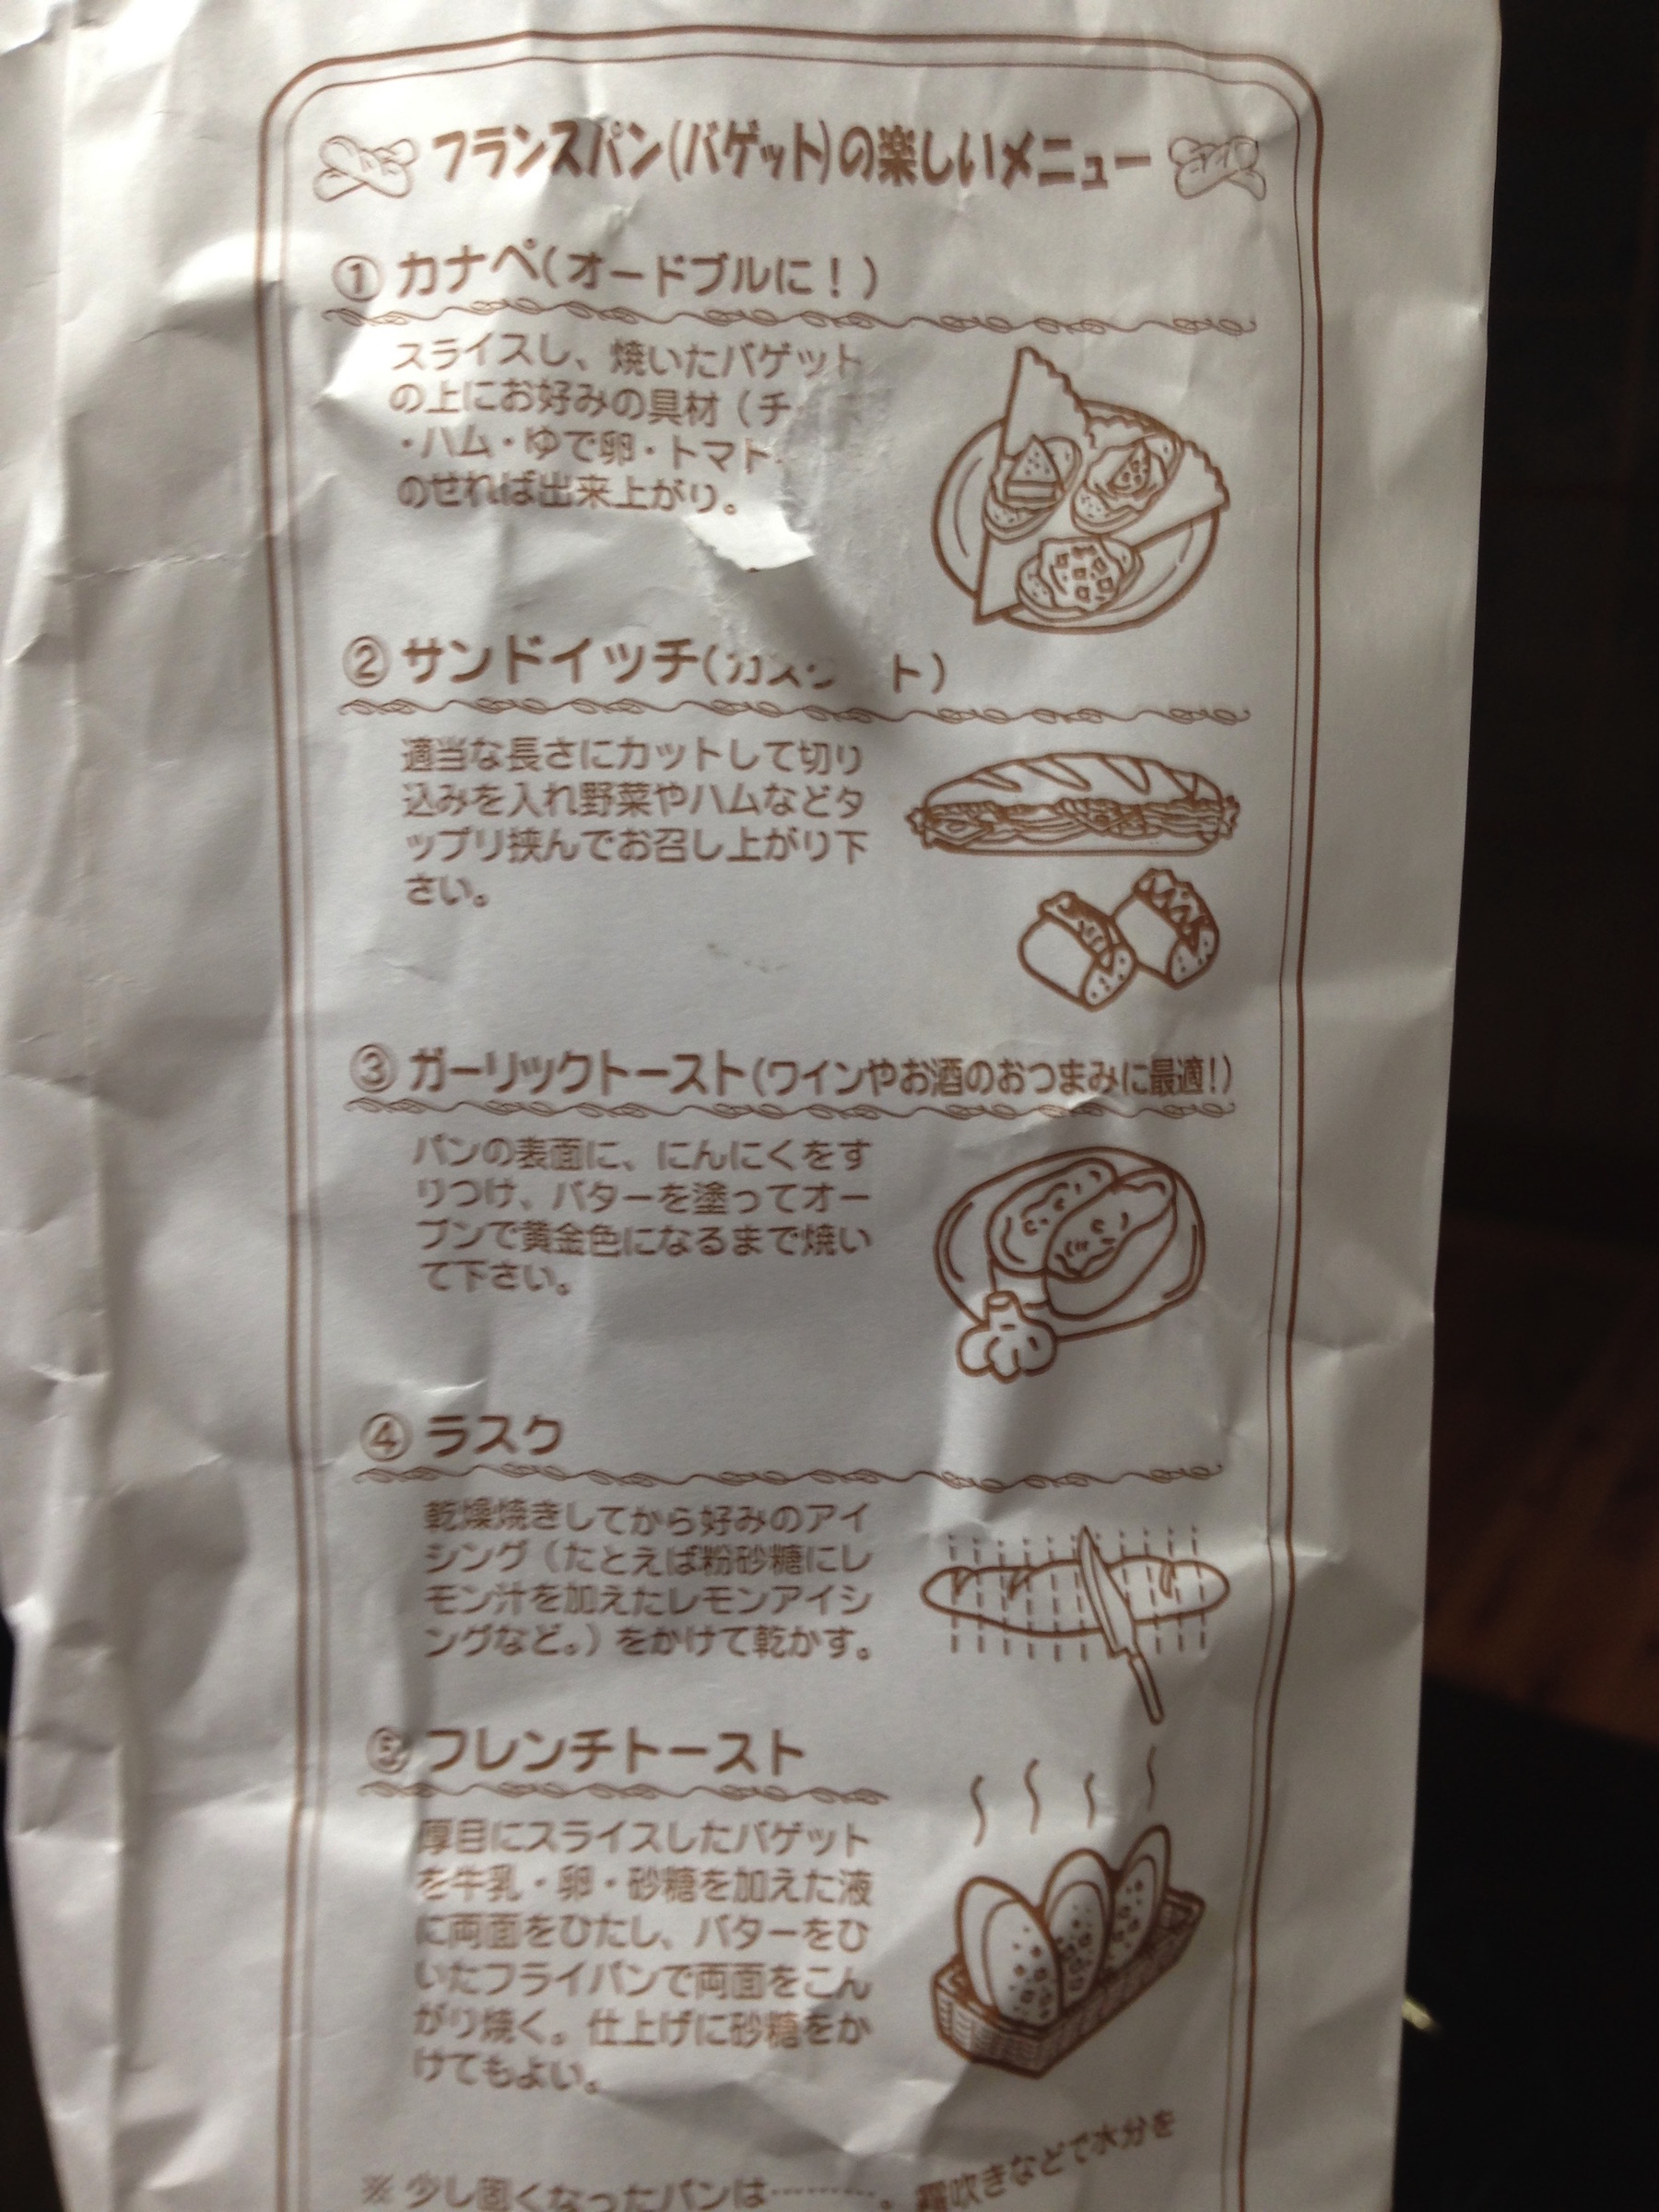 フランスパン(バゲット)の楽しいメニュー
① カナペ(オードブルに！)
スライスし、焼いたバゲット
の上にお好みの具材（チ
・ハム・ゆで卵・トマト
のせれば出来上がり。
② サンドイッチ(カスク ト)
適当な長さにカットして切り
込みを入れ野菜やハムなどタ
ップリ挟んでお召し上がり下
さい。
③ ガーリックトースト(ワインやお酒のおつまみに最適!)
パンの表面に、にんにくをす
りつけ、バターを塗ってオー
ブンで黄金色になるまで焼い
て下さい。
④ ラスク
乾燥焼きしてから好みのアイ
シング（たとえば粉砂糖にレ
モン汁を加えたレモンアイシ
ングなど。）をかけて乾かす。
⑤ フレンチトースト
厚目にスライスしたバゲット
を牛乳・卵・砂糖を加えた液
に両面をひたし、バターをひ
いたフライパンで両面をこん
がり焼く。仕上げに砂糖をか
けてもよい。
※ 少し固くなったパンは………。霧吹きなどで水分を